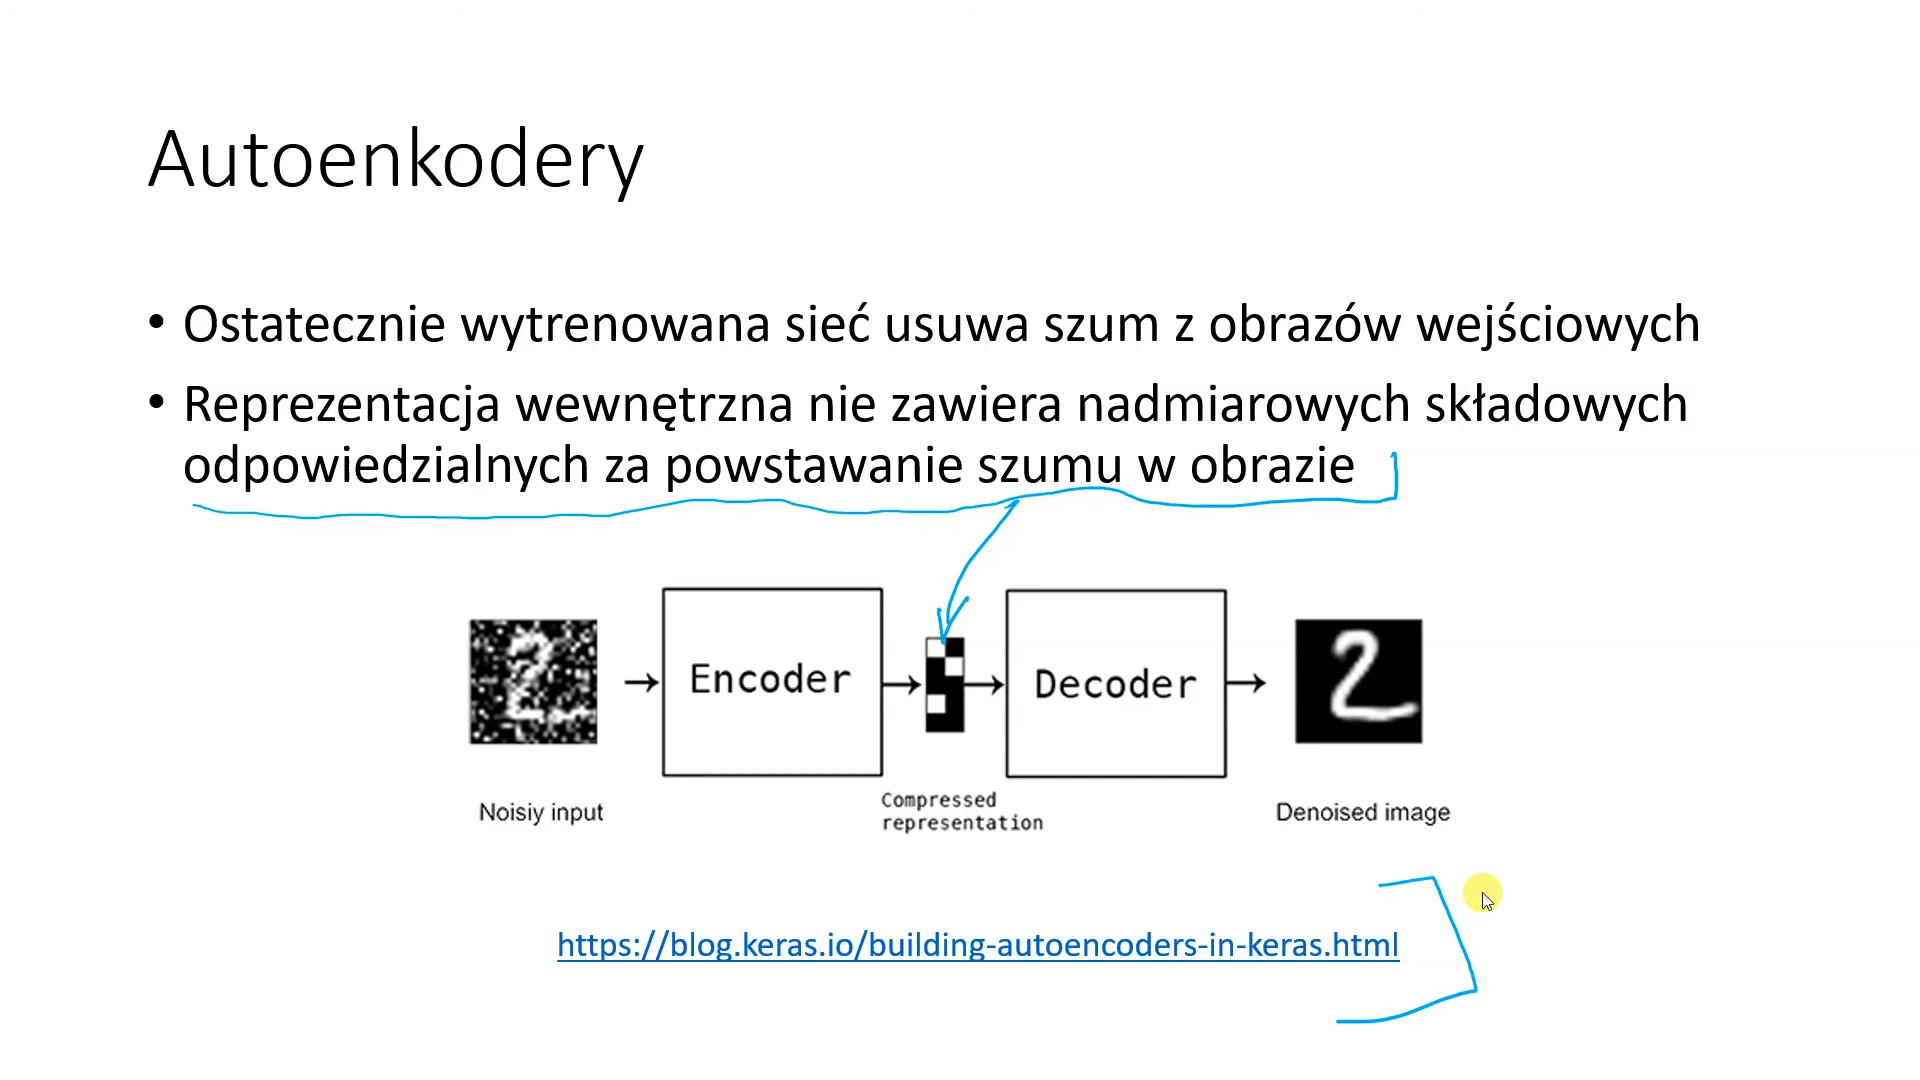 Autoenkodery
• Ostatecznie wytrenowana sieć usuwa szum z obrazów wejściowych
• Reprezentacja wewnętrzna nie zawiera nadmiarowych składowych
odpowiedzialnych za powstawanie szumu w obrazie
Encoder
Decoder
Noisiy input
Compressed
representation
Denoised image
https://blog.keras.io/building-autoencoders-in-keras.html